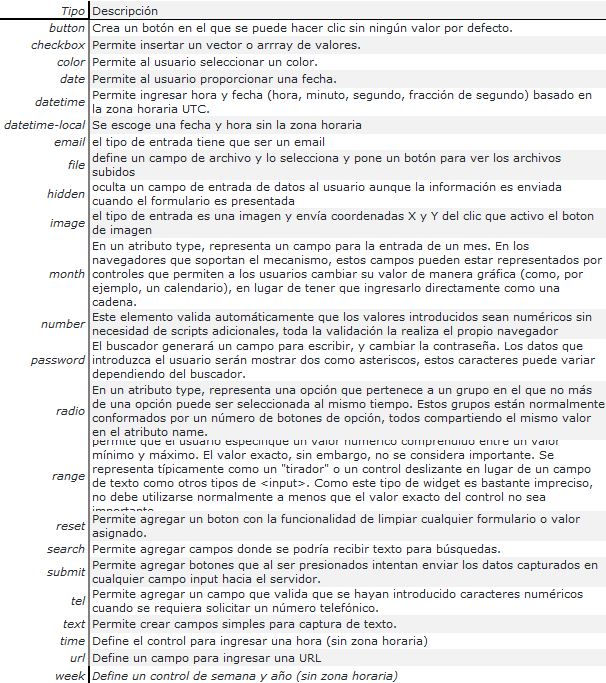 Tipo Descripción
button Crea un botón en el que se puede hacer clic sin ningún valor por defecto.
checkbox Permite insertar un vector o arrray de valores.
color Permite al usuario seleccionar un color.
date Permite al usuario proporcionar una fecha.
datetime Permite ingresar hora y fecha (hora, minuto, segundo, fracción de segundo) basado en
la zona horaria UTC.
datetime-local Se escoge una fecha y hora sin la zona horaria
email el tipo de entrada tiene que ser un email
file define un campo de archivo y lo selecciona y pone un botón para ver los archivos
subidos
hidden oculta un campo de entrada de datos al usuario aunque la información es enviada
cuando el formulario es presentada
image el tipo de entrada es una imagen y envía coordenadas X y Y del clic que activo el boton
de imagen
month En un atributo type, representa un campo para la entrada de un mes. En los
navegadores que soportan el mecanismo, estos campos pueden estar representados por
controles que permiten a los usuarios cambiar su valor de manera gráfica (como, por
ejemplo, un calendario), en lugar de tener que ingresarlo directamente como una
cadena.
number Este elemento valida automáticamente que los valores introducidos sean numéricos sin
necesidad de scripts adicionales, toda la validación la realiza el propio navegador
password El buscador generará un campo para escribir, y cambiar la contraseña. Los datos que
introduzca el usuario serán mostrar dos como asteriscos, estos caracteres puede variar
dependiendo del buscador.
radio En un atributo type, representa una opción que pertenece a un grupo en el que no más
de una opción puede ser seleccionada al mismo tiempo. Estos grupos están normalmente
conformados por un número de botones de opción, todos compartiendo el mismo valor
en el atributo name.
range permite que el usuario especifique un valor numérico comprendido entre un valor
mínimo y máximo. El valor exacto, sin embargo, no se considera importante. Se
representa típicamente como un "tirador" o un control deslizante en lugar de un campo
de texto como otros tipos de <input>. Como este tipo de widget es bastante impreciso,
no debe utilizarse normalmente a menos que el valor exacto del control no sea
importante.
reset Permite agregar un boton con la funcionalidad de limpiar cualquier formulario o valor
asignado.
search Permite agregar campos donde se podría recibir texto para búsquedas.
submit Permite agregar botones que al ser presionados intentan enviar los datos capturados en
cualquier campo input hacia el servidor.
tel Permite agregar un campo que valida que se hayan introducido caracteres numéricos
cuando se requiera solicitar un número telefónico.
text Permite crear campos simples para captura de texto.
time Define el control para ingresar una hora (sin zona horaria)
url Define un campo para ingresar una URL
week Define un control de semana y año (sin zona horaria)